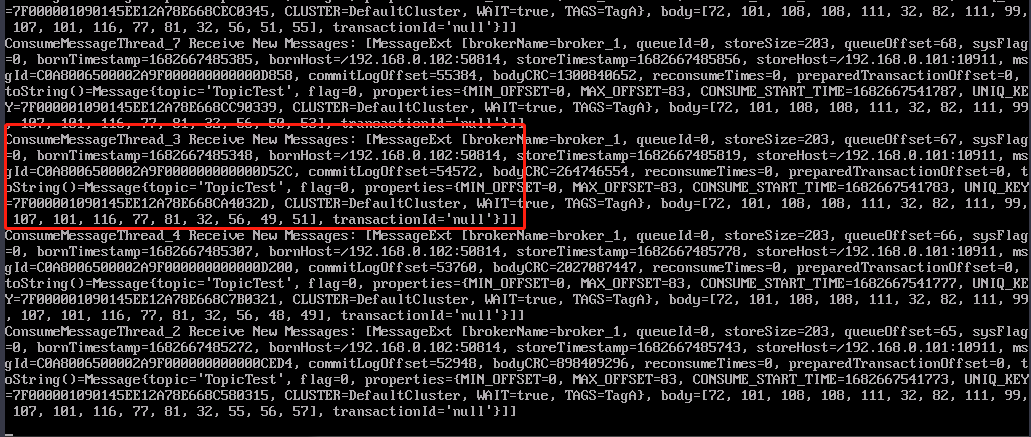 =7F000001090145EE12A78E668CEC0345, CLUSTER=DefaultCluster, WAIT=true, TAGS=TagA}, body=[72, 101, 108, 108, 111, 32, 82, 111, 99,
 107, 101, 116, 77, 81, 32, 56, 51, 55], transactionId='null'}]]
ConsumeMessageThread_7 Receive New Messages: [MessageExt [brokerName=broker_1, queueId=0, storeSize=203, queueOffset=68, sysFlag
=0, bornTimestamp=1682667485385, bornHost=/192.168.0.102:50814, storeTimestamp=1682667485856, storeHost=/192.168.0.101:10911, ms
gId=C0A8006500002A9F000000000000D858, commitLogOffset=55384, bodyCRC=1300840652, reconsumeTimes=0, preparedTransactionOffset=0,
toString()=Message{topic='TopicTest', flag=0, properties={MIN_OFFSET=0, MAX_OFFSET=83, CONSUME_START_TIME=1682667541787, UNIQ_KE
Y=7F000001090145EE12A78E668CC90339, CLUSTER=DefaultCluster, WAIT=true, TAGS=TagA}, body=[72, 101, 108, 108, 111, 32, 82, 111, 99
, 107, 101, 116, 77, 81, 32, 56, 50, 53], transactionId='null'}]]
ConsumeMessageThread_3 Receive New Messages: [MessageExt [brokerName=broker_1, queueId=0, storeSize=203, queueOffset=67, sysFlag
=0, bornTimestamp=1682667485348, bornHost=/192.168.0.102:50814, storeTimestamp=1682667485819, storeHost=/192.168.0.101:10911, ms
gId=C0A8006500002A9F000000000000D52C, commitLogOffset=54572, bodyCRC=264746554, reconsumeTimes=0, preparedTransactionOffset=0, t
oString()=Message{topic='TopicTest', flag=0, properties={MIN_OFFSET=0, MAX_OFFSET=83, CONSUME_START_TIME=1682667541783, UNIQ_KEY
=7F000001090145EE12A78E668CA4032D, CLUSTER=DefaultCluster, WAIT=true, TAGS=TagA}, body=[72, 101, 108, 108, 111, 32, 82, 111, 99,
 107, 101, 116, 77, 81, 32, 56, 49, 51], transactionId='null'}]]
ConsumeMessageThread_4 Receive New Messages: [MessageExt [brokerName=broker_1, queueId=0, storeSize=203, queueOffset=66, sysFlag
=0, bornTimestamp=1682667485307, bornHost=/192.168.0.102:50814, storeTimestamp=1682667485778, storeHost=/192.168.0.101:10911, ms
gId=C0A8006500002A9F000000000000D200, commitLogOffset=53760, bodyCRC=2027087447, reconsumeTimes=0, preparedTransactionOffset=0,
toString()=Message{topic='TopicTest', flag=0, properties={MIN_OFFSET=0, MAX_OFFSET=83, CONSUME_START_TIME=1682667541777, UNIQ_KE
Y=7F000001090145EE12A78E668C7B0321, CLUSTER=DefaultCluster, WAIT=true, TAGS=TagA}, body=[72, 101, 108, 108, 111, 32, 82, 111, 99
, 107, 101, 116, 77, 81, 32, 56, 48, 49], transactionId='null'}]]
ConsumeMessageThread_2 Receive New Messages: [MessageExt [brokerName=broker_1, queueId=0, storeSize=203, queueOffset=65, sysFlag
=0, bornTimestamp=1682667485272, bornHost=/192.168.0.102:50814, storeTimestamp=1682667485743, storeHost=/192.168.0.101:10911, ms
gId=C0A8006500002A9F000000000000CED4, commitLogOffset=52948, bodyCRC=898409296, reconsumeTimes=0, preparedTransactionOffset=0, t
oString()=Message{topic='TopicTest', flag=0, properties={MIN_OFFSET=0, MAX_OFFSET=83, CONSUME_START_TIME=1682667541773, UNIQ_KEY
=7F000001090145EE12A78E668C580315, CLUSTER=DefaultCluster, WAIT=true, TAGS=TagA}, body=[72, 101, 108, 108, 111, 32, 82, 111, 99,
 107, 101, 116, 77, 81, 32, 55, 56, 57], transactionId='null'}]]